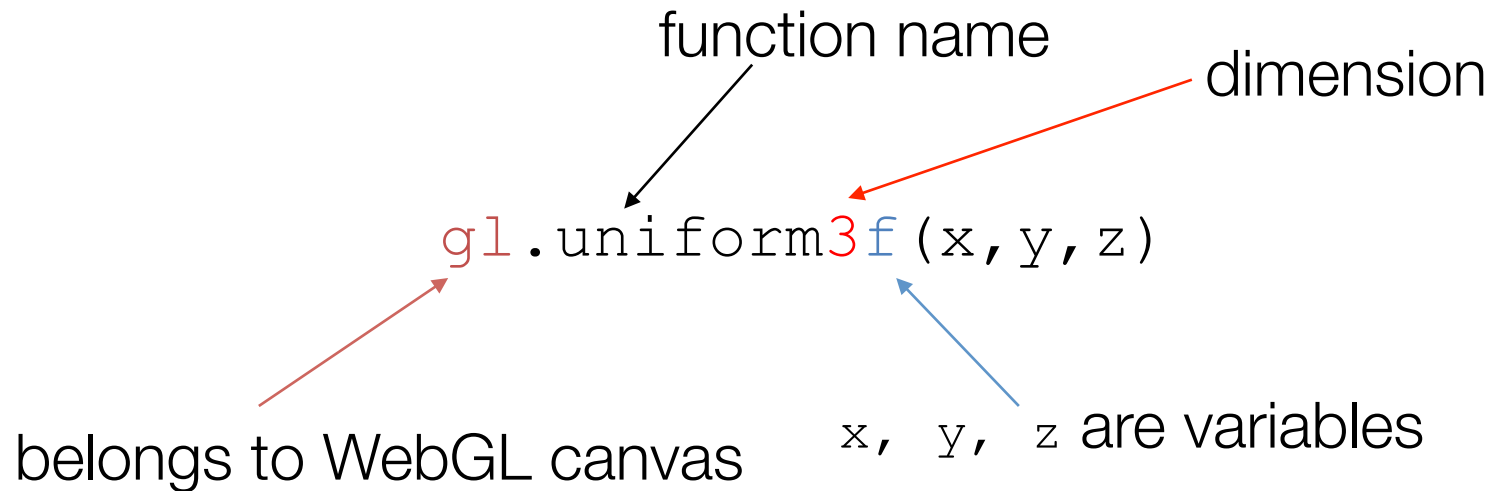 function name
dimension
gl.uniform3f(x,y,z)
belongs to WebGL canvas
x, y, z are variables